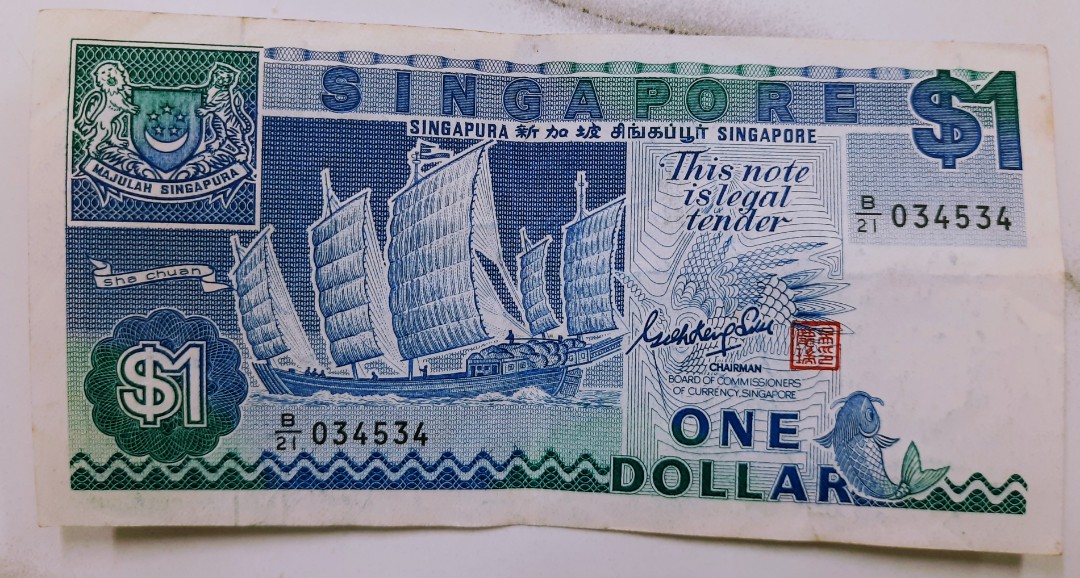 SINGAPORE
$1
SINGAPURA 新加坡 சிங்கப்பூர் SINGAPORE
MAJULAH SINGAPURA
This note
is legal
tender
B/21 034534
sha chuan
$1
CHAIRMAN
BOARD OF COMMISSIONERS
OF CURRENCY, SINGAPORE
B/21 034534
ONE
DOLLAR